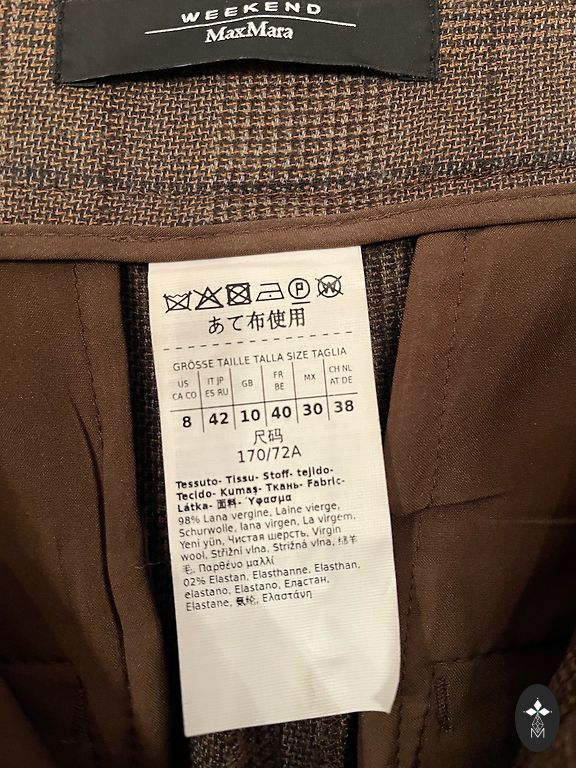 WEEKEND
MaxMara
P W
あて布使用
GRÖSSE TAILLE TALLA SIZE TAGLIA
US CA CO IT JP ES RU GB FR BE MX CH NL AT DE
8 42 10 40 30 38
尺码
170/72A
Tessuto- Tissu- Stoff- tejido-
Tecido- Kumaş- Ткань- Fabric-
Látka- 面料- Ύφασμα
98% Lana vergine, Laine vierge,
Schurwolle, lana virgen, La virgem,
Yeni yün, Чистая шерсть, Virgin
wool, Střižní vlna, Strižná vlna, 绵羊
毛, Παρθένο μαλλί
02% Elastan, Elasthanne, Elasthan,
elastano, Elastano, Еластан,
Elastane, 氨纶, Ελαστάνη
M